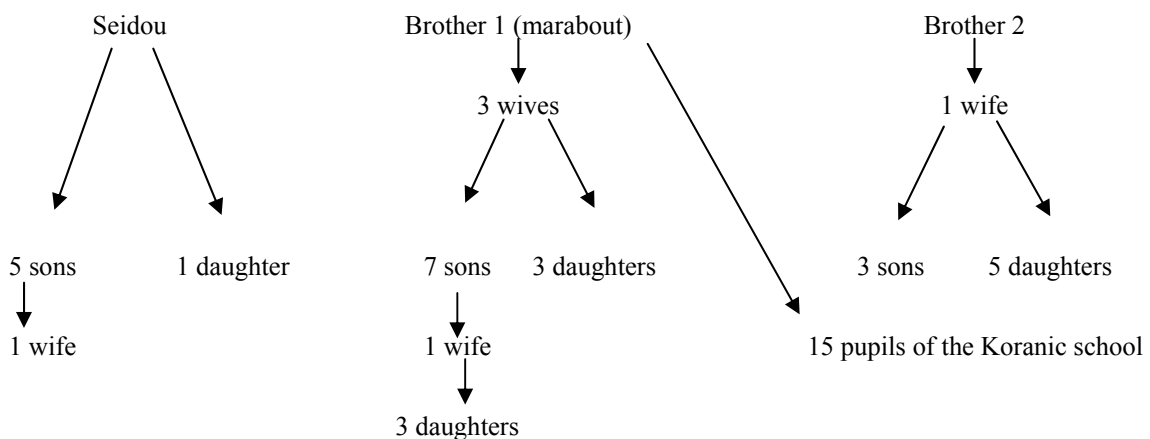 Seidou
Brother 1 (marabout)
Brother 2
3 wives
1 wife
5 sons
1 daughter
7 sons
3 daughters
3 sons
5 daughters
1 wife
1 wife
15 pupils of the Koranic school
3 daughters